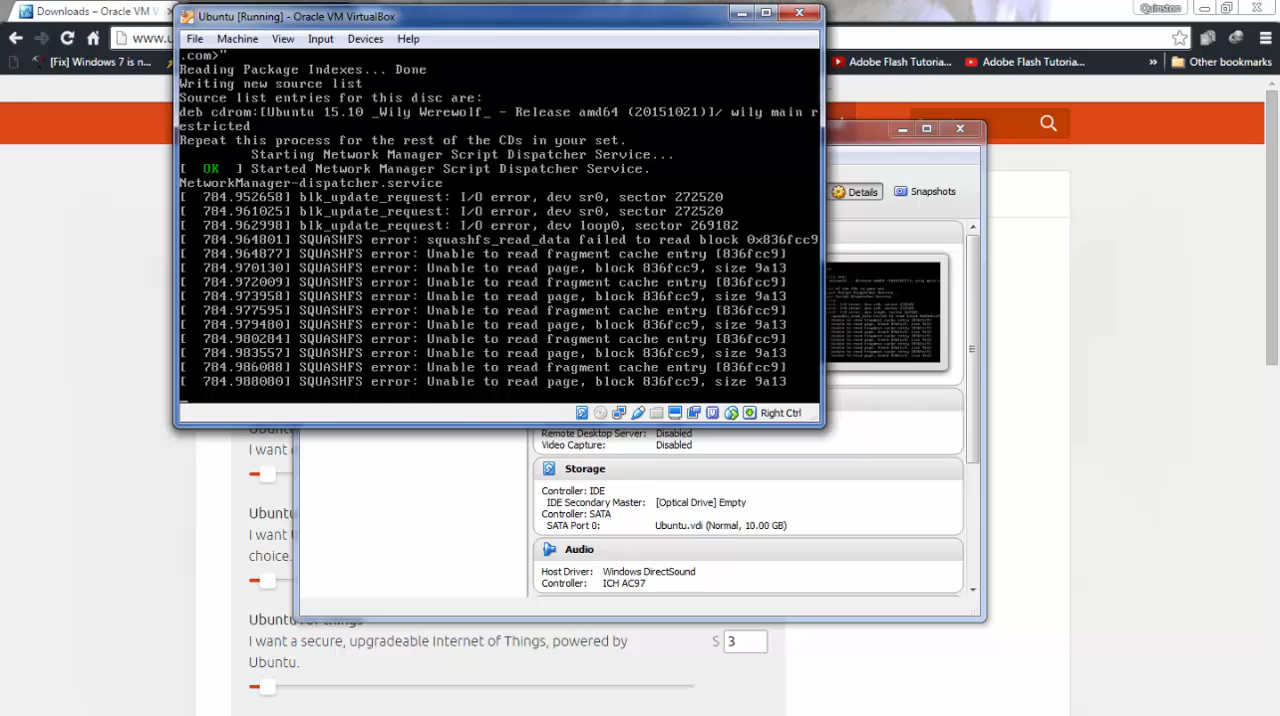 Downloads – Oracle VM V
Quinston
www.u
[Fix] Windows 7 is n...
Adobe Flash Tutoria...
Adobe Flash Tutoria...
»
Other bookmarks
Ubuntu [Running] - Oracle VM VirtualBox
File Machine View Input Devices Help
.com>"
Reading Package Indexes... Done
Writing new source list
Source list entries for this disc are:
deb cdrom:[Ubuntu 15.10 _Wily Werewolf_ - Release amd64 (20151021)]/ wily main r
estricted
Repeat this process for the rest of the CDs in your set.
Starting Network Manager Script Dispatcher Service...
[ OK ] Started Network Manager Script Dispatcher Service.
NetworkManager-dispatcher.service
[ 784.952658] blk_update_request: I/O error, dev sr0, sector 272520
[ 784.961025] blk_update_request: I/O error, dev sr0, sector 272520
[ 784.962998] blk_update_request: I/O error, dev loop0, sector 269182
[ 784.964801] SQUASHFS error: squashfs_read_data failed to read block 0x836fcc9
[ 784.964877] SQUASHFS error: Unable to read fragment cache entry [836fcc9]
[ 784.970130] SQUASHFS error: Unable to read page, block 836fcc9, size 9a13
[ 784.972009] SQUASHFS error: Unable to read fragment cache entry [836fcc9]
[ 784.973958] SQUASHFS error: Unable to read page, block 836fcc9, size 9a13
[ 784.977595] SQUASHFS error: Unable to read fragment cache entry [836fcc9]
[ 784.979480] SQUASHFS error: Unable to read page, block 836fcc9, size 9a13
[ 784.980284] SQUASHFS error: Unable to read fragment cache entry [836fcc9]
[ 784.983557] SQUASHFS error: Unable to read page, block 836fcc9, size 9a13
[ 784.986088] SQUASHFS error: Unable to read fragment cache entry [836fcc9]
[ 784.988080] SQUASHFS error: Unable to read page, block 836fcc9, size 9a13
Right Ctrl
Details
Snapshots
Remote Desktop Server: Disabled
Video Capture: Disabled
Storage
Controller: IDE
IDE Secondary Master: [Optical Drive] Empty
Controller: SATA
SATA Port 0: Ubuntu.vdi (Normal, 10.00 GB)
Audio
Host Driver: Windows DirectSound
Controller: ICH AC97
Ubuntu
I want
Ubuntu
I want
choice.
Ubuntu for things
I want a secure, upgradeable Internet of Things, powered by
Ubuntu.
$ 3